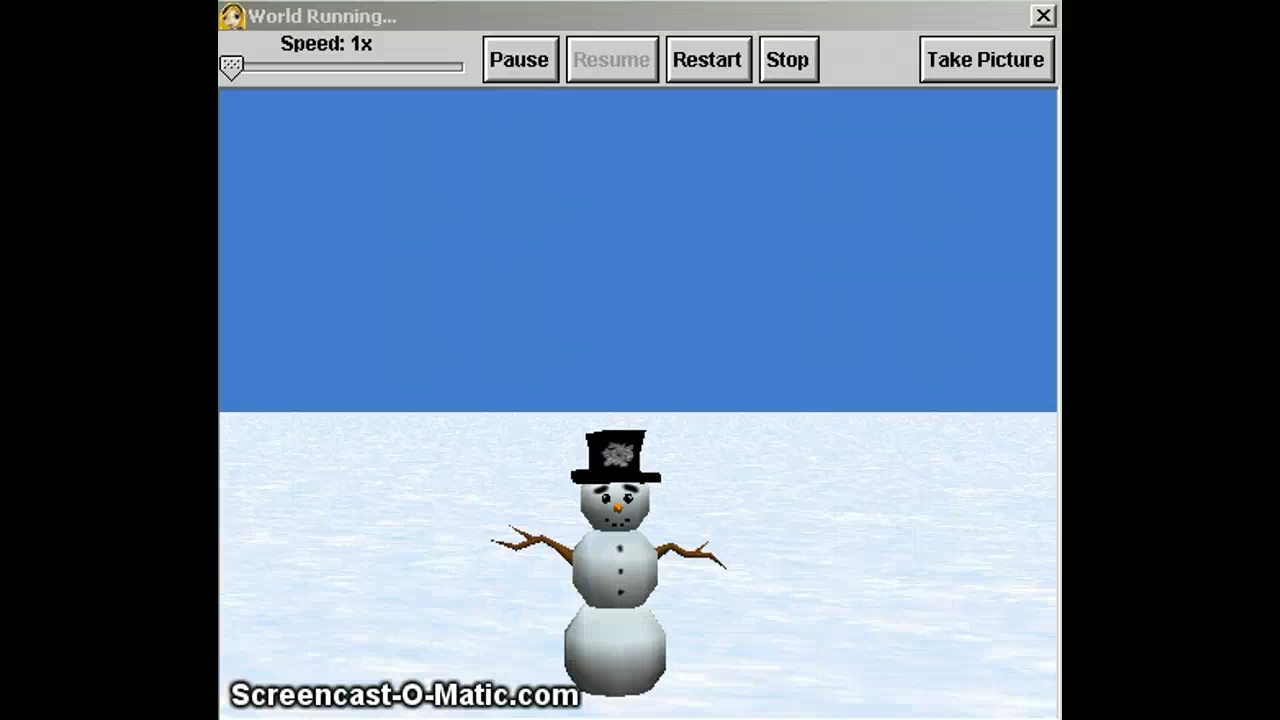 World Running...
Speed: 1x
Pause
Resume
Restart
Stop
Take Picture
Screencast-O-Matic.com